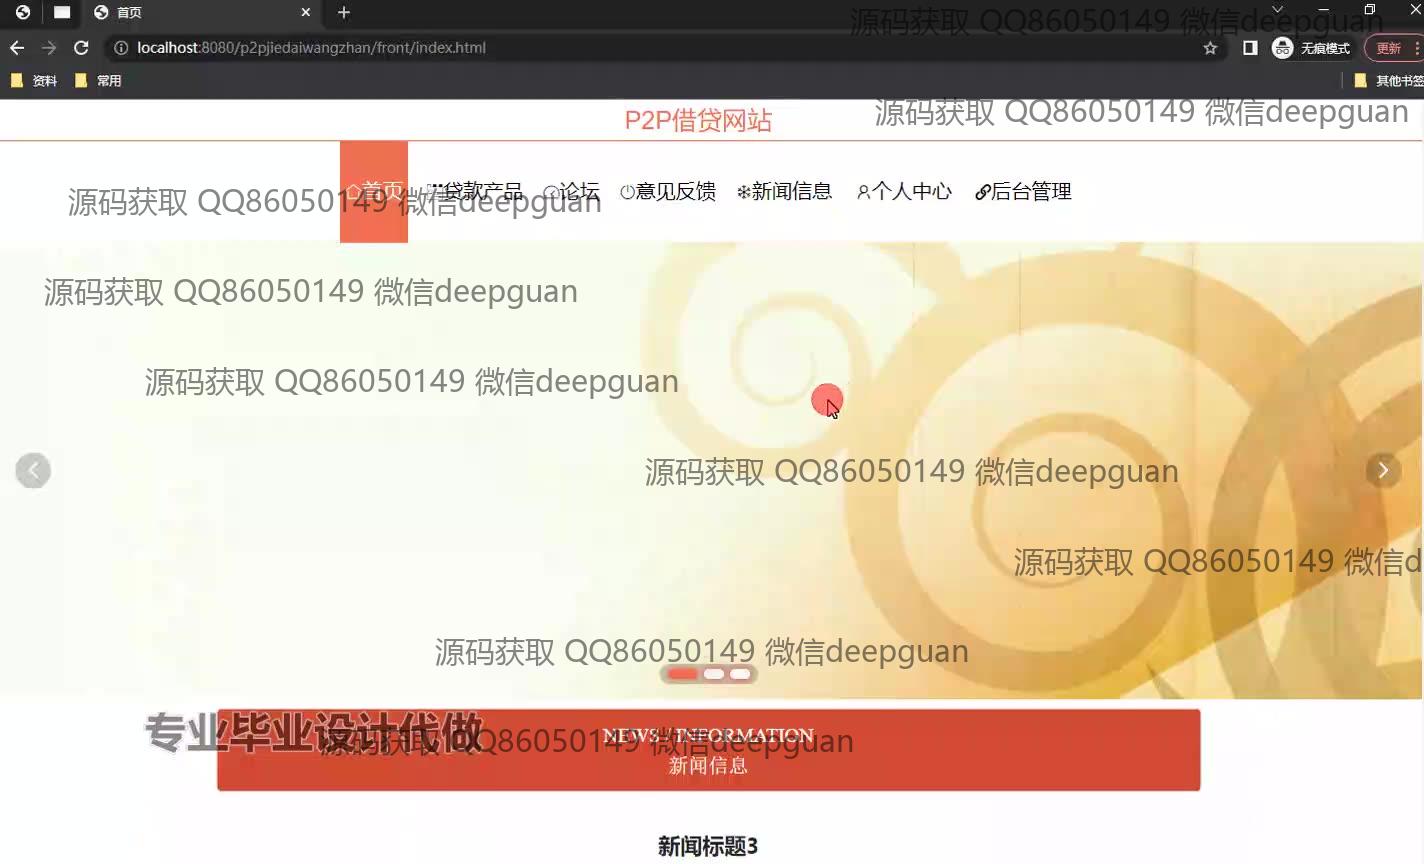 首页
源码获取 QQ86050149 微信deepguan
localhost:8080/p2pjiedaiwangzhan/front/index.html
无痕模式
更新
资料
常用
其他书签
P2P借贷网站
源码获取 QQ86050149 微信deepguan
首页
贷款产品
论坛
意见反馈
新闻信息
个人中心
后台管理
源码获取 QQ86050149 微信deepguan
源码获取 QQ86050149 微信deepguan
源码获取 QQ86050149 微信deepguan
源码获取 QQ86050149 微信deepguan
源码获取 QQ86050149 微信d
源码获取 QQ86050149 微信deepguan
专业毕业设计代做
NEWS INFORMATION
源码获取 QQ86050149 微信deepguan
新闻信息
新闻标题3